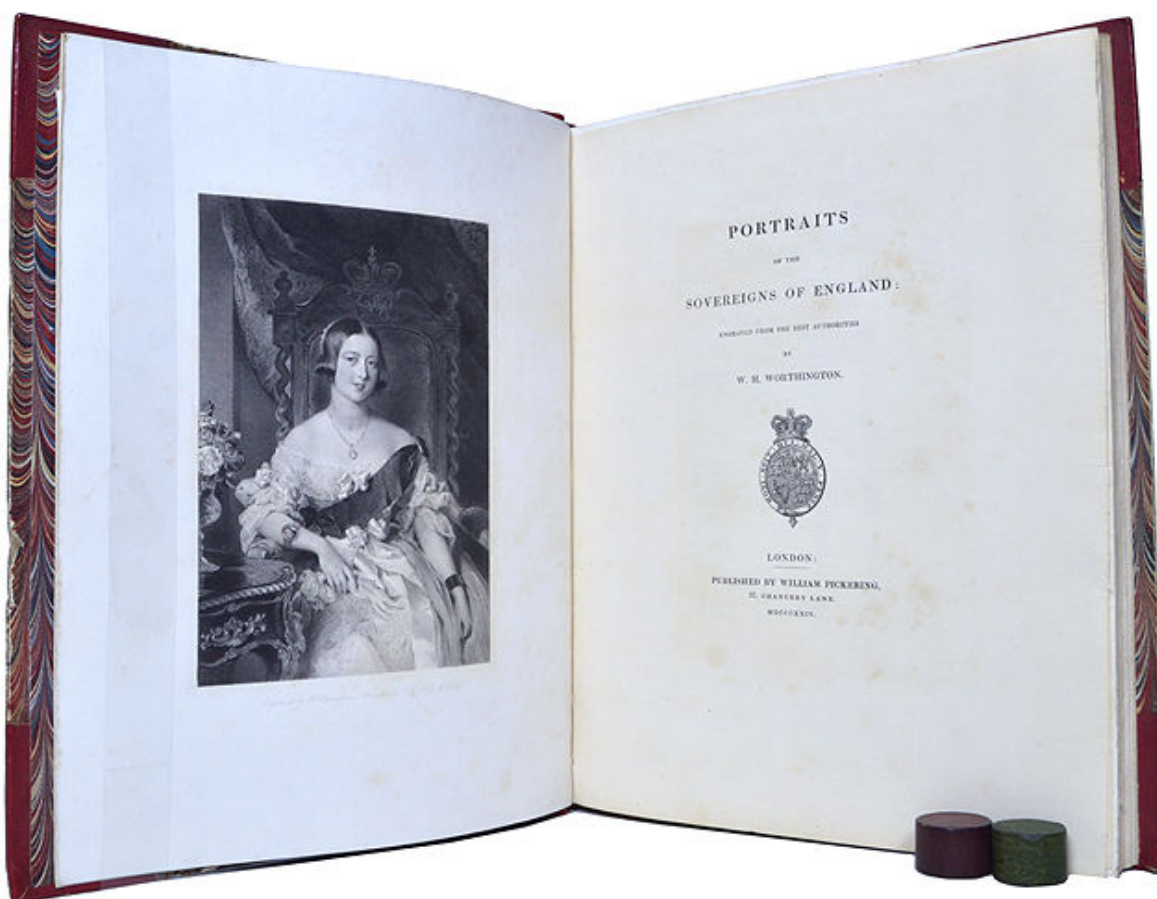 PORTRAITS
OF THE
SOVEREIGNS OF ENGLAND:
ENGRAVED FROM THE BEST AUTHORITIES
BY
W. H. WORTHINGTON.
LONDON:
PUBLISHED BY WILLIAM PICKERING,
57, CHANCERY LANE.
MDCCCXXIV.